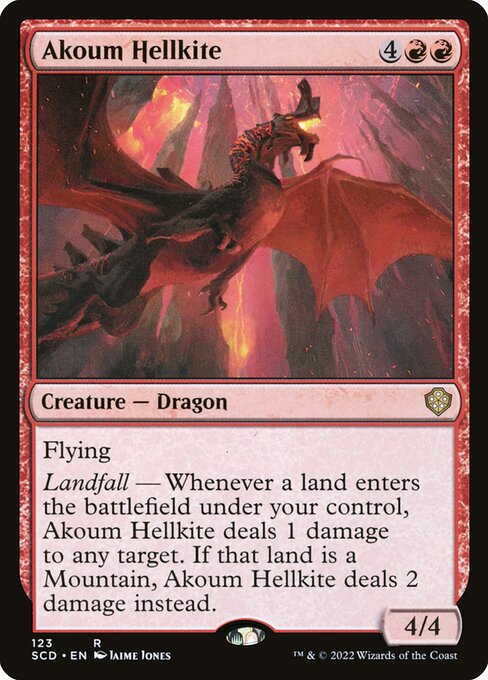 Akoum Hellkite 4
Creature — Dragon
Flying
Landfall — Whenever a land enters
the battlefield under your control,
Akoum Hellkite deals 1 damage
to any target. If that land is a
Mountain, Akoum Hellkite deals 2
damage instead.
4/4
123 R
SCD • EN Jaime Jones
™ & © 2022 Wizards of the Coast